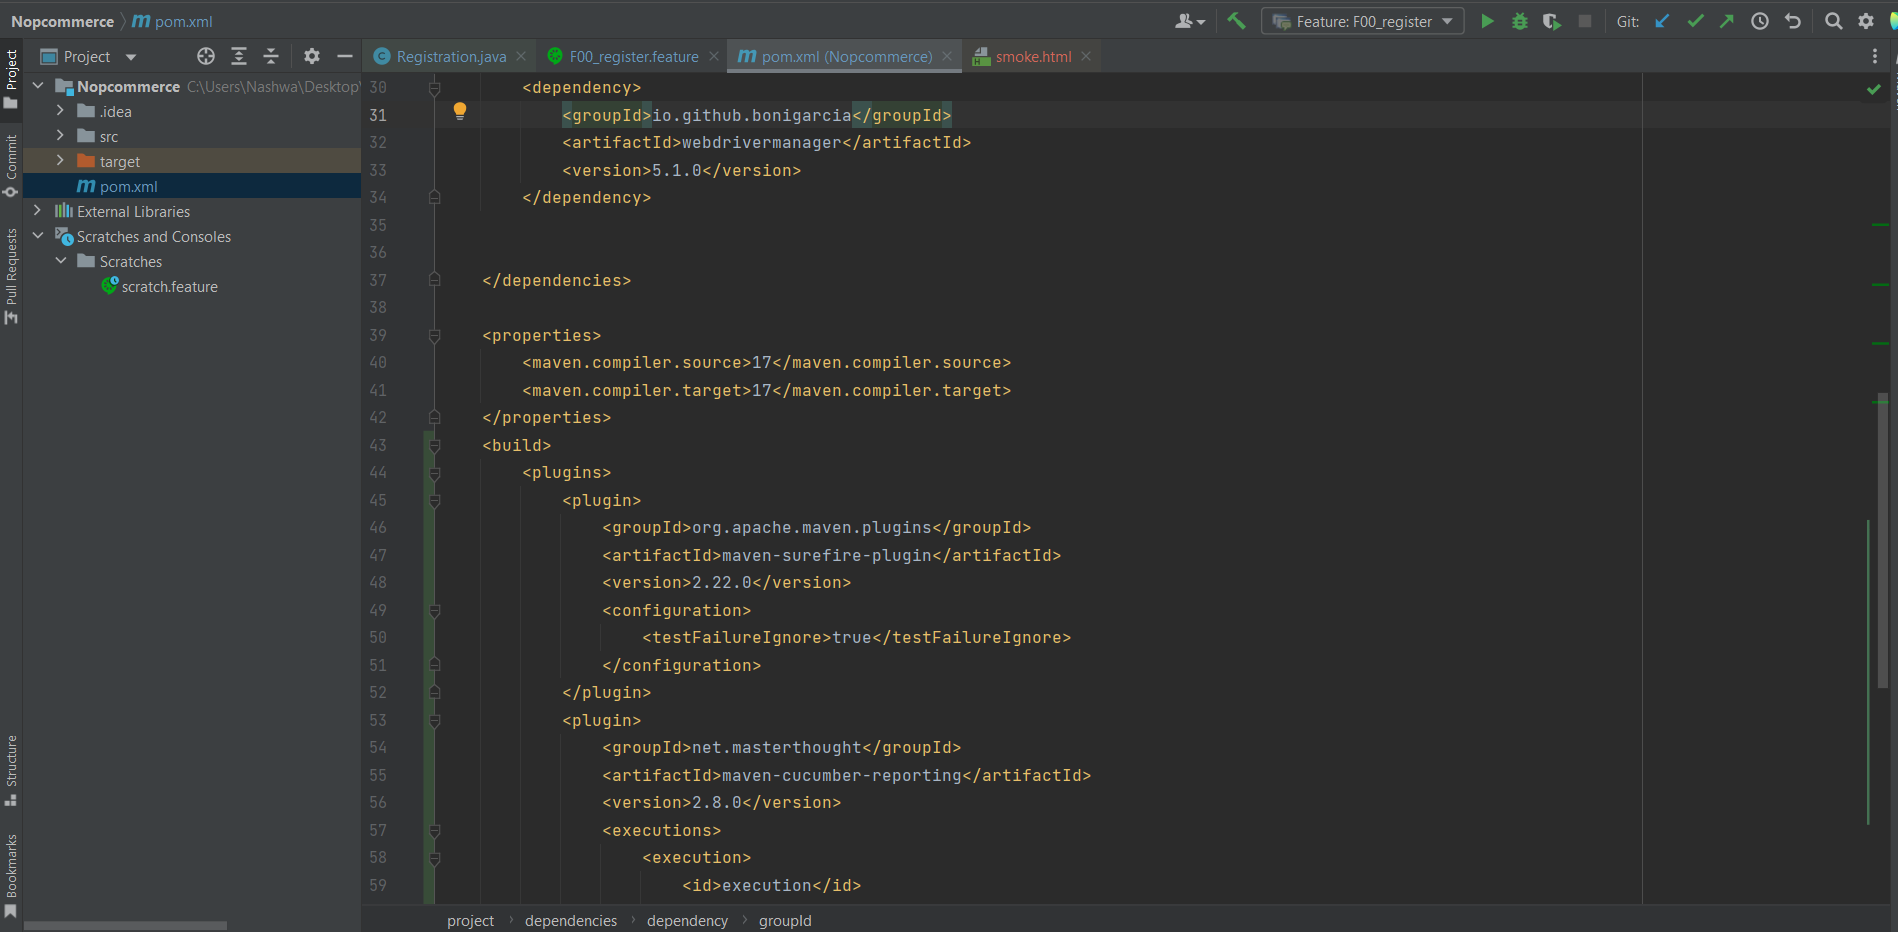 Nopcommerce
pom.xml
Feature: F00_register
Git:
Project
Registration.java
F00_register.feature
pom.xml (Nopcommerce)
smoke.html
Project
Commit
Pull Requests
Structure
Bookmarks
Nopcommerce C:\Users\Nashwa\Desktop\
.idea
src
target
pom.xml
External Libraries
Scratches and Consoles
Scratches
scratch.feature
30 <dependency>
31 <groupId>io.github.bonigarcia</groupId>
32 <artifactId>webdrivermanager</artifactId>
33 <version>5.1.0</version>
34 </dependency>
35
36
37 </dependencies>
38
39 <properties>
40 <maven.compiler.source>17</maven.compiler.source>
41 <maven.compiler.target>17</maven.compiler.target>
42 </properties>
43 <build>
44 <plugins>
45 <plugin>
46 <groupId>org.apache.maven.plugins</groupId>
47 <artifactId>maven-surefire-plugin</artifactId>
48 <version>2.22.0</version>
49 <configuration>
50 <testFailureIgnore>true</testFailureIgnore>
51 </configuration>
52 </plugin>
53 <plugin>
54 <groupId>net.masterthought</groupId>
55 <artifactId>maven-cucumber-reporting</artifactId>
56 <version>2.8.0</version>
57 <executions>
58 <execution>
59 <id>execution</id>
project
dependencies
dependency
groupId